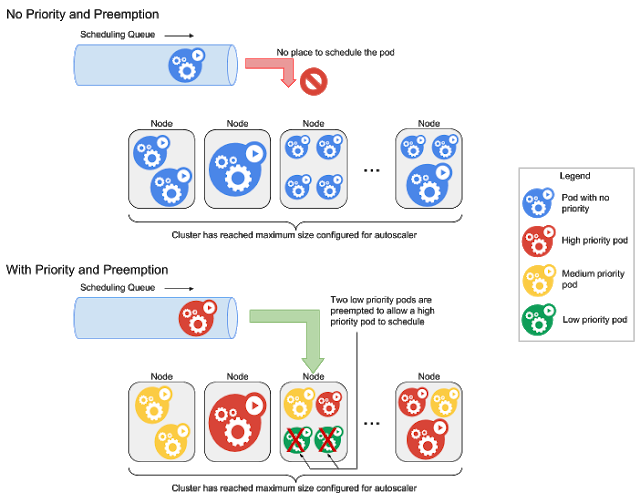 No Priority and Preemption
Scheduling Queue
No place to schedule the pod
Node
Node
Node
Node
...
Cluster has reached maximum size configured for autoscaler
Legend
Pod with no
priority
High priority pod
Medium priority
pod
Low priority pod
With Priority and Preemption
Scheduling Queue
Two low priority pods are
preempted to allow a high
priority pod to schedule
Node
Node
Node
Node
...
Cluster has reached maximum size configured for autoscaler